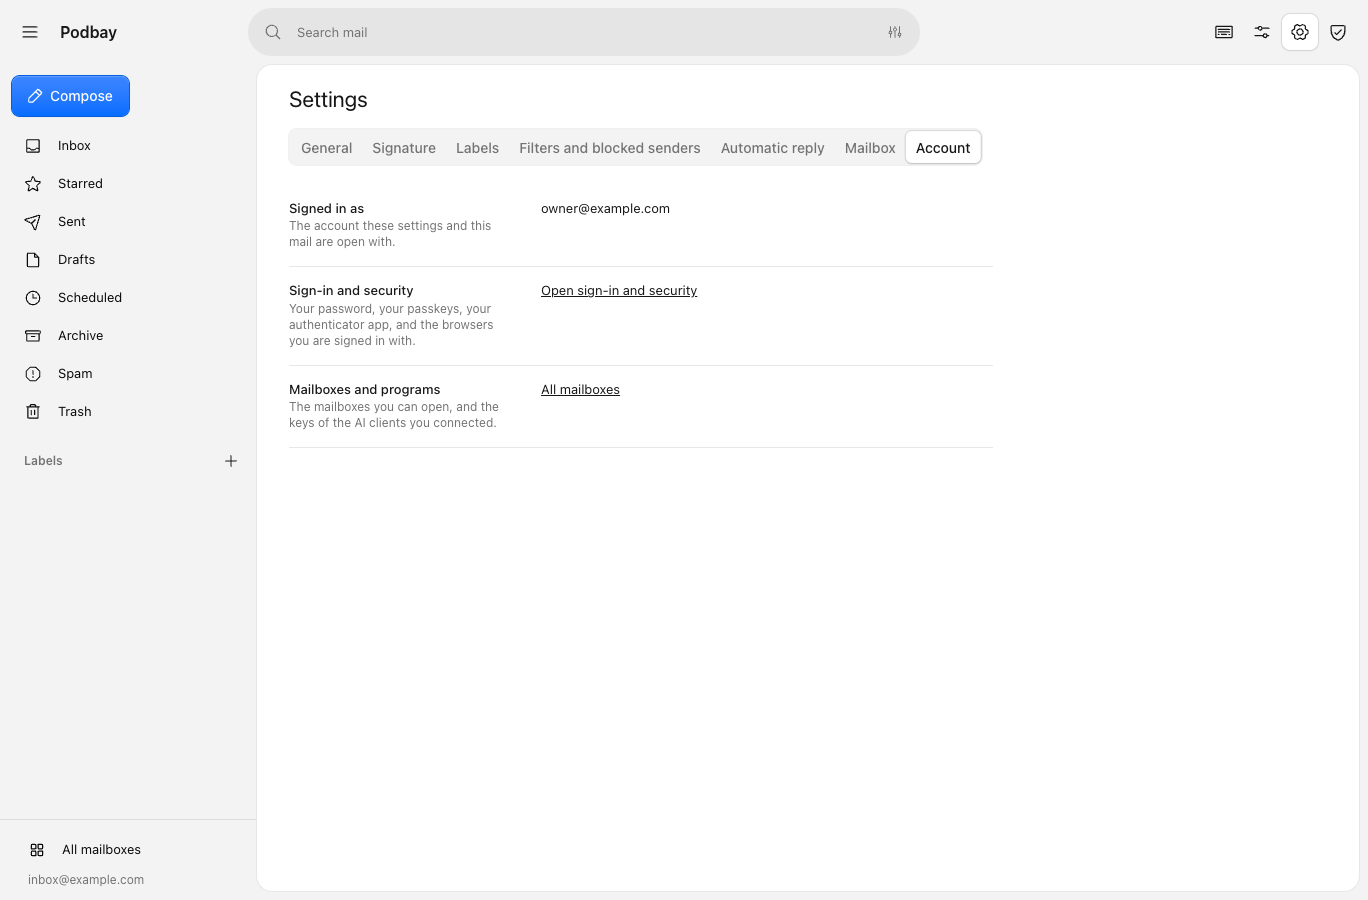 Podbay
Search mail
Compose
Inbox
Starred
Sent
Drafts
Scheduled
Archive
Spam
Trash
Labels
All mailboxes
inbox@example.com
Settings
General Signature Labels Filters and blocked senders Automatic reply Mailbox Account
Signed in as
The account these settings and this
mail are open with.
owner@example.com
Sign-in and security
Your password, your passkeys, your
authenticator app, and the browsers
you are signed in with.
Open sign-in and security
Mailboxes and programs
The mailboxes you can open, and the
keys of the AI clients you connected.
All mailboxes